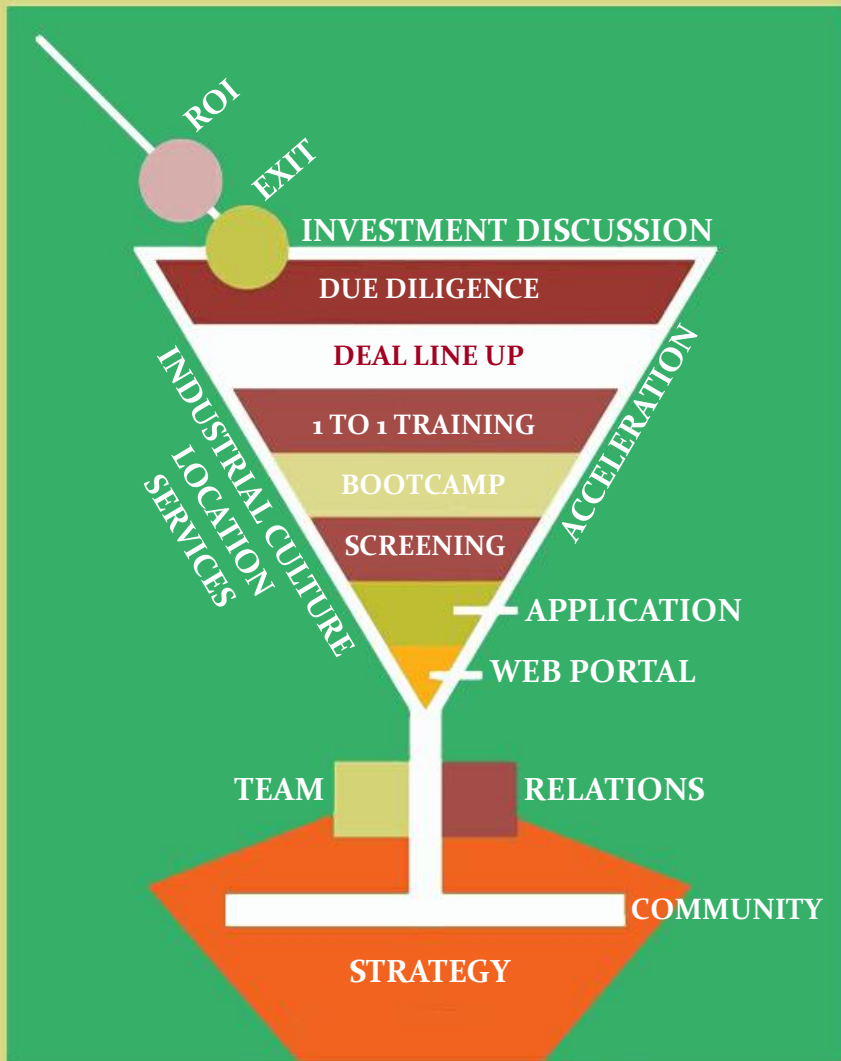 ROI
EXIT
INVESTMENT DISCUSSION
DUE DILIGENCE
DEAL LINE UP
1 TO 1 TRAINING
BOOTCAMP
SCREENING
INDUSTRIAL CULTURE
LOCATION
SERVICES
ACCELERATION
APPLICATION
WEB PORTAL
TEAM
RELATIONS
COMMUNITY
STRATEGY